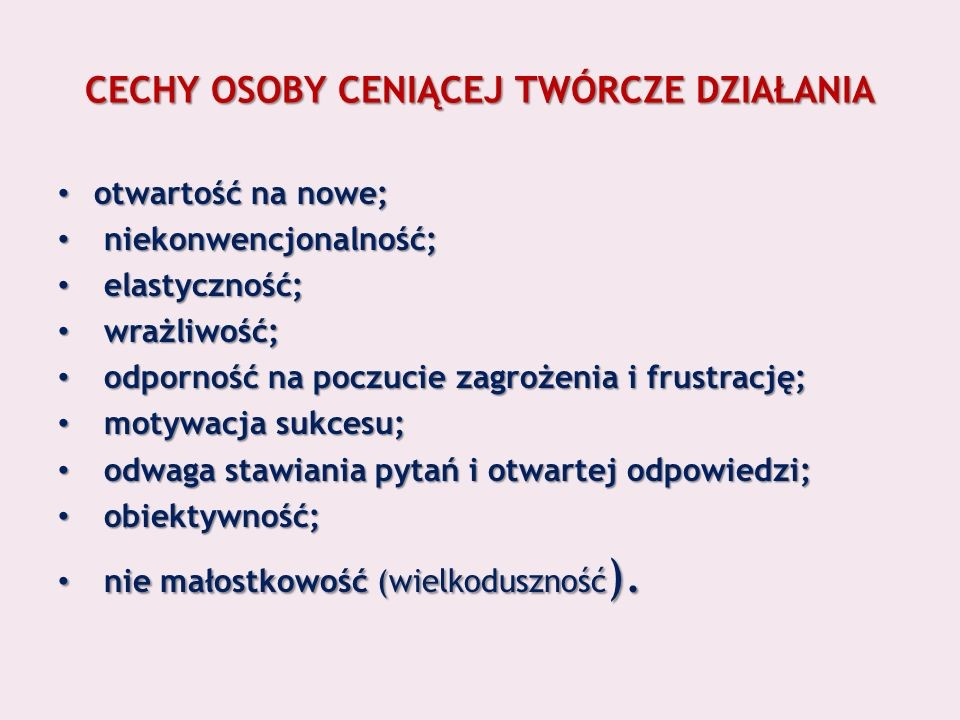 CECHY OSOBY CENIĄCEJ TWÓRCZE DZIAŁANIA
• otwartość na nowe;
• niekonwencjonalność;
• elastyczność;
• wrażliwość;
• odporność na poczucie zagrożenia i frustrację;
• motywacja sukcesu;
• odwaga stawiania pytań i otwartej odpowiedzi;
• obiektywność;
• nie małostkowość (wielkoduszność).